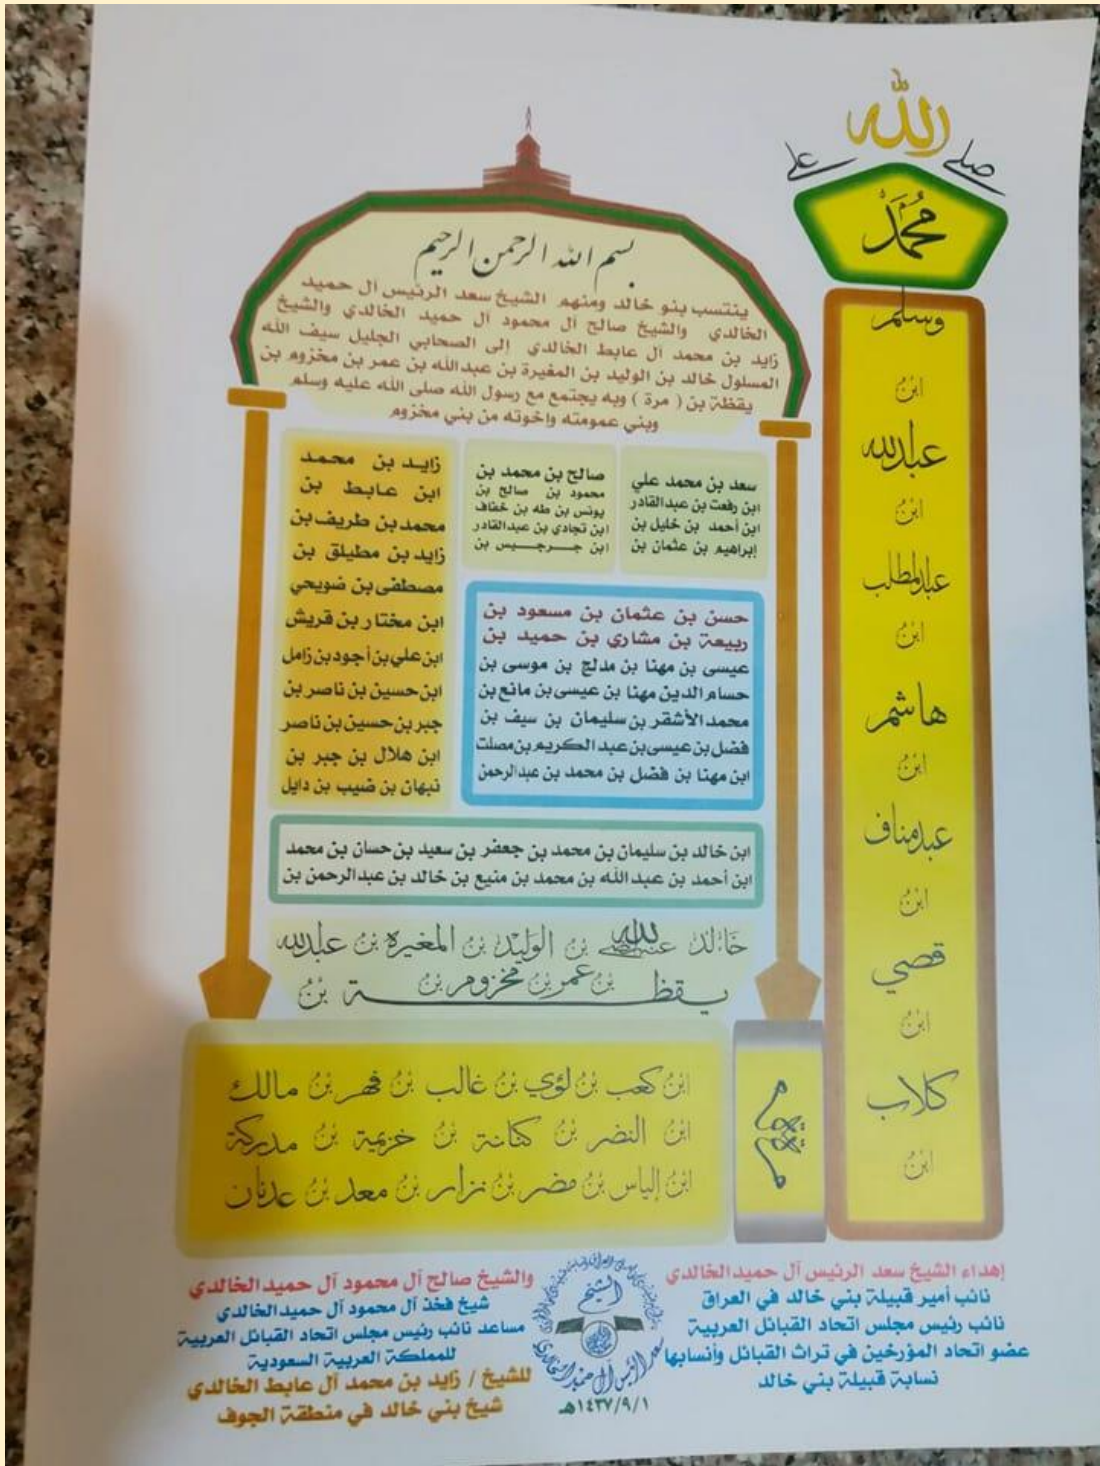 الله
صلى
على
محمد
وسلم
ابن
عبدالله
ابن
عبدالمطلب
ابن
هاشم
ابن
عبدمناف
ابن
قصي
ابن
كلاب
ابن
بسم الله الرحمن الرحيم
ينتسب بنو خالد ومنهم الشيخ سعد الرئيس آل حميد
الخالدي والشيخ صالح آل محمود آل حميد الخالدي والشيخ
زايد بن محمد آل عابط الخالدي إلى الصحابي الجليل سيف الله
المسلول خالد بن الوليد بن المغيرة بن عبدالله بن عمر بن مخزوم بن
يقظة بن ( مرة ) وبه يجتمع مع رسول الله صلى الله عليه وسلم
وبني عمومته وإخوته من بني مخزوم
سعد بن محمد علي
ابن رفعت بن عبدالقادر
ابن أحمد بن خليل بن
إبراهيم بن عثمان بن
صالح بن محمد بن
محمود بن صالح بن
يونس بن طه بن خفاف
ابن نجادي بن عبدالقادر
ابن جرجيس بن
زايد بن محمد
ابن عابط بن
محمد بن طريف بن
زايد بن مطيلق بن
مصطفى بن ضويحي
ابن مختار بن قريش
ابن علي بن أجود بن زامل
ابن حسين بن ناصر بن
جبر بن حسين بن ناصر
ابن هلال بن جبر بن
نبهان بن ضيب بن دايل
حسن بن عثمان بن مسعود بن
ربيعة بن مشاري بن حميد بن
عيسى بن مهنا بن مدلج بن موسى بن
حسام الدين مهنا بن عيسى بن مانع بن
محمد الأشقر بن سليمان بن سيف بن
فضل بن عيسى بن عبد الكريم بن مصلت
ابن مهنا بن فضل بن محمد بن عبدالرحمن
ابن خالد بن سليمان بن محمد بن جعفر بن سعيد بن حسان بن محمد
ابن أحمد بن عبد الله بن محمد بن منيع بن خالد بن عبد الرحمن بن
خالد رضي الله عنه بن الوليد بن المغيرة بن عبدالله
بن عمر بن مخزوم بن
يقظة بن
مرة
ابن كعب بن لؤي بن غالب بن فهر بن مالك
ابن النضر بن كنانة بن خزيمة بن مدركة
ابن إلياس بن مضر بن نزار بن معد بن عدنان
إهداء الشيخ سعد الرئيس آل حميد الخالدي
نائب أمير قبيلة بني خالد في العراق
نائب رئيس مجلس اتحاد القبائل العربية
عضو اتحاد المؤرخين في تراث القبائل وأنسابها
نسابة قبيلة بني خالد
الشيخ
سعد الرئيس آل حميد الخالدي
١٤٣٧/٩/١هـ
والشيخ صالح آل محمود آل حميد الخالدي
شيخ فخذ آل محمود آل حميد الخالدي
مساعد نائب رئيس مجلس اتحاد القبائل العربية
للمملكة العربية السعودية
للشيخ / زايد بن محمد آل عابط الخالدي
شيخ بني خالد في منطقة الجوف